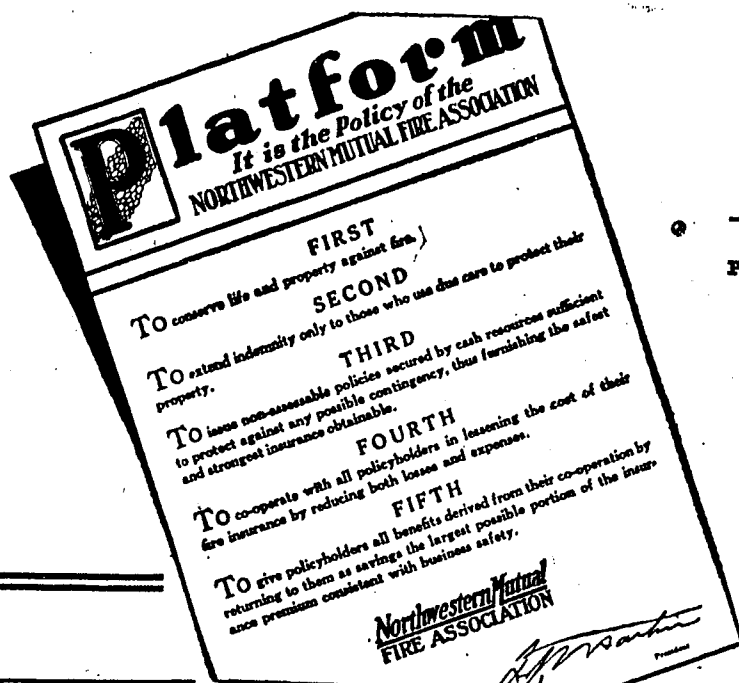 Platform
It is the Policy of the
NORTHWESTERN MUTUAL FIRE ASSOCIATION
FIRST
To conserve life and property against fire.
SECOND
To extend indemnity only to those who use due care to protect their
property.
THIRD
To issue non-assessable policies secured by cash resources sufficient
to protect against any possible contingency, thus furnishing the safest
and strongest insurance obtainable.
FOURTH
To co-operate with all policyholders in lessening the cost of their
fire insurance by reducing both losses and expenses.
FIFTH
To give policyholders all benefits derived from their co-operation by
returning to them as savings the largest possible portion of the insur-
ance premium consistent with business safety.
Northwestern Mutual
FIRE ASSOCIATION
President